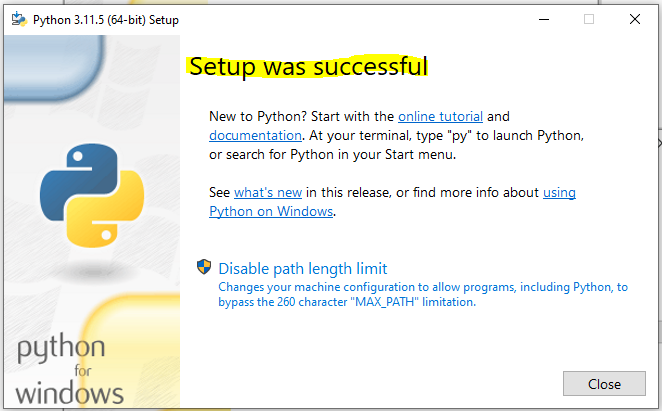 Python 3.11.5 (64-bit) Setup
Setup was successful
New to Python? Start with the online tutorial and
documentation. At your terminal, type "py" to launch Python,
or search for Python in your Start menu.
See what's new in this release, or find more info about using
Python on Windows.
Disable path length limit
Changes your machine configuration to allow programs, including Python, to
bypass the 260 character "MAX_PATH" limitation.
python
for
windows
Close